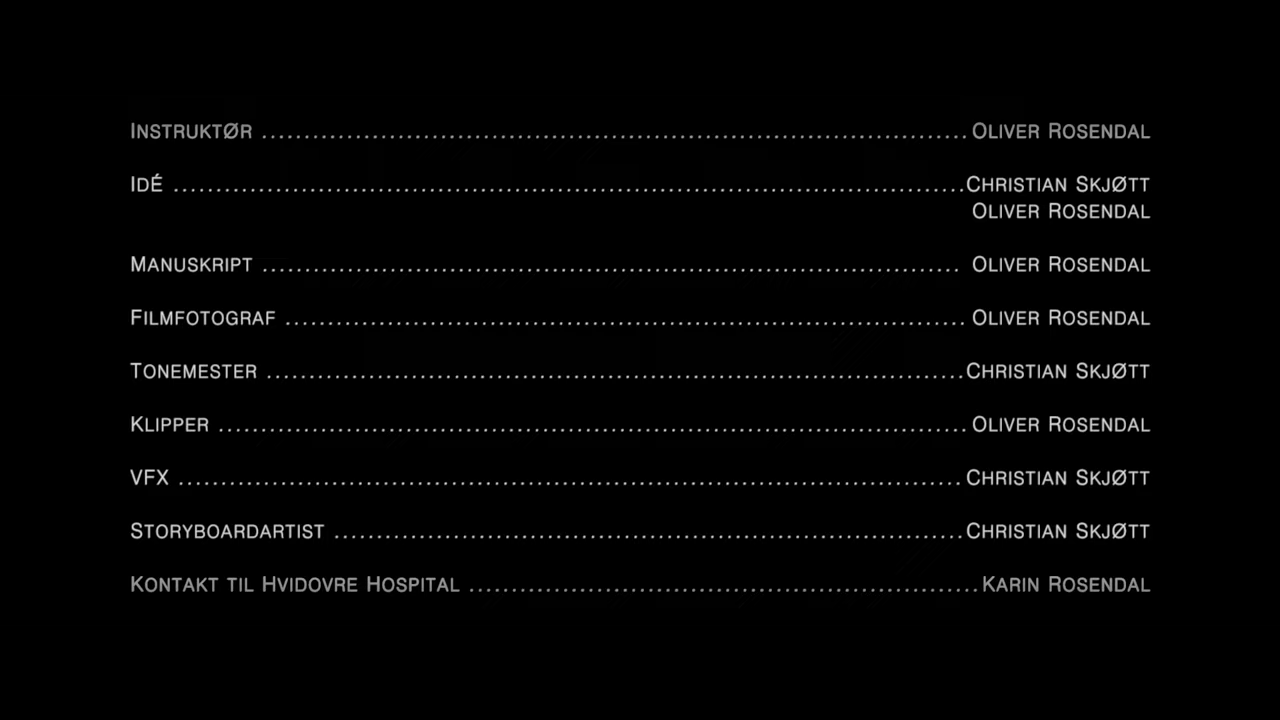 Instruktør ........................................................................................ Oliver Rosendal
Idé ........................................................................................ Christian Skjøtt
Oliver Rosendal
Manuskript ........................................................................................ Oliver Rosendal
Filmfotograf ........................................................................................ Oliver Rosendal
Tonemester ........................................................................................ Christian Skjøtt
Klipper ........................................................................................ Oliver Rosendal
VFX ........................................................................................ Christian Skjøtt
Storyboardartist ........................................................................................ Christian Skjøtt
Kontakt til Hvidovre Hospital ........................................................................................ Karin Rosendal